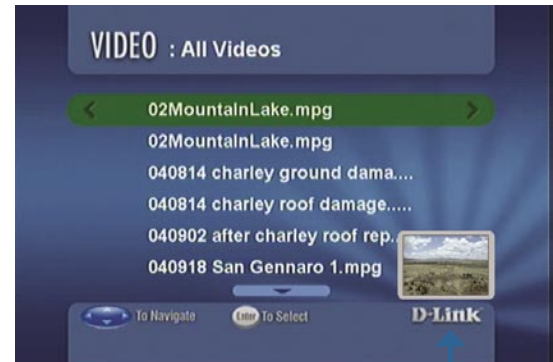 VIDEO : All Videos
02MountainLake.mpg
02MountainLake.mpg
040814 charley ground dama....
040814 charley roof damage.....
040902 after charley roof rep..
040918 San Gennaro 1.mpg
To Navigate Enter To Select D-Link